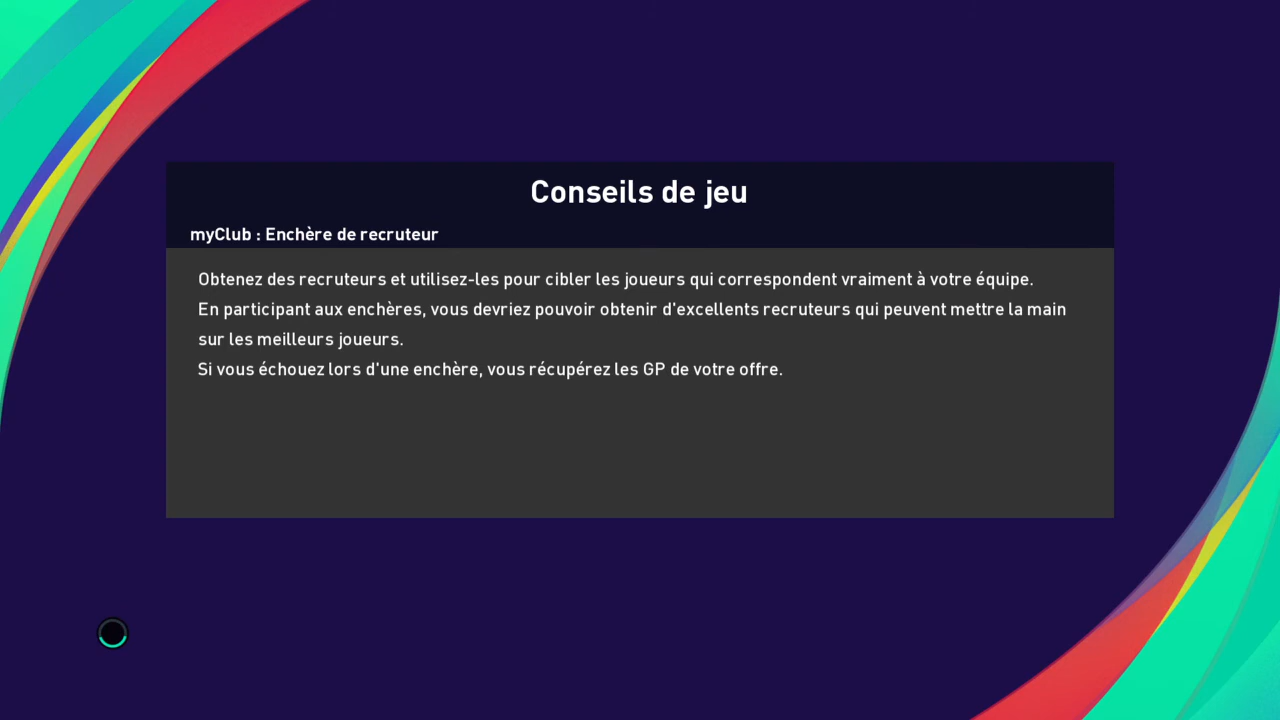 Conseils de jeu
myClub : Enchère de recruteur
Obtenez des recruteurs et utilisez-les pour cibler les joueurs qui correspondent vraiment à votre équipe.
En participant aux enchères, vous devriez pouvoir obtenir d'excellents recruteurs qui peuvent mettre la main
sur les meilleurs joueurs.
Si vous échouez lors d'une enchère, vous récupérez les GP de votre offre.